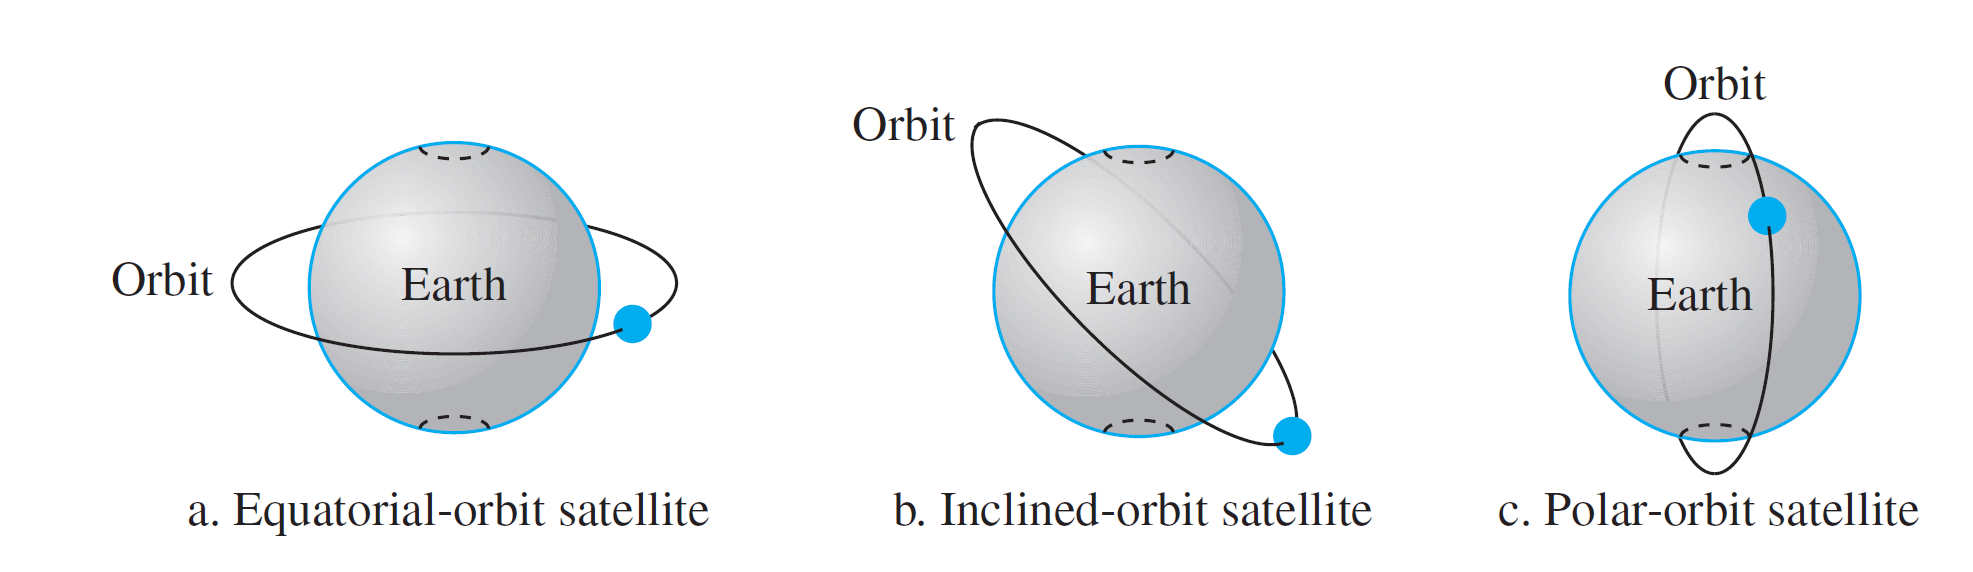 Orbit
Earth
a. Equatorial-orbit satellite
Orbit
Earth
b. Inclined-orbit satellite
Orbit
Earth
c. Polar-orbit satellite